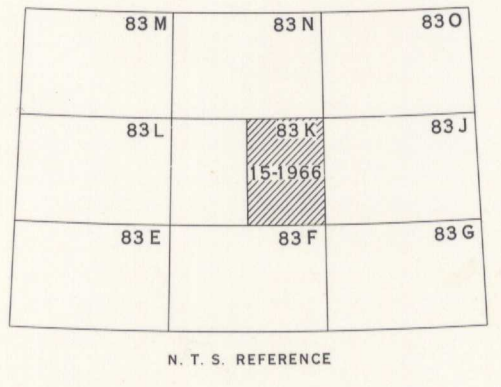 83 M 83 N 83 O
83 L 83 K 83 J
15-1966
83 E 83 F 83 G
N. T. S. REFERENCE